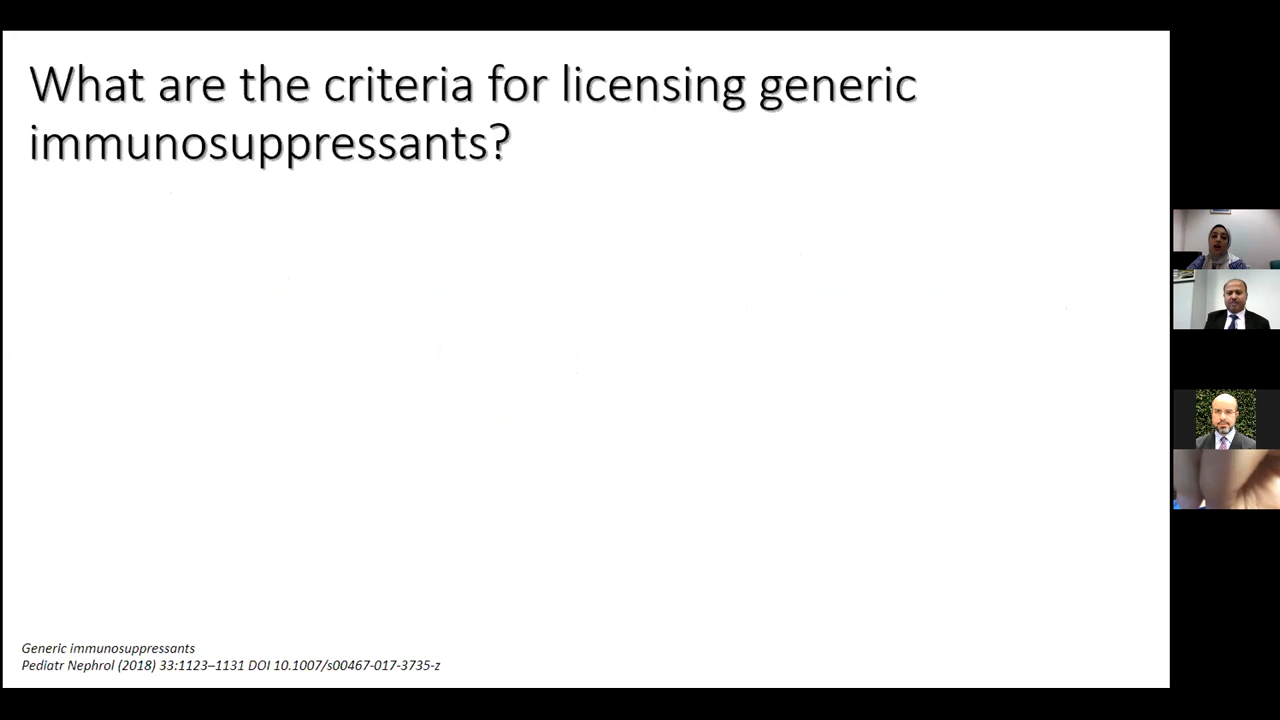 What are the criteria for licensing generic
immunosuppressants?
Generic immunosuppressants
Pediatr Nephrol (2018) 33:1123–1131 DOI 10.1007/s00467-017-3735-z